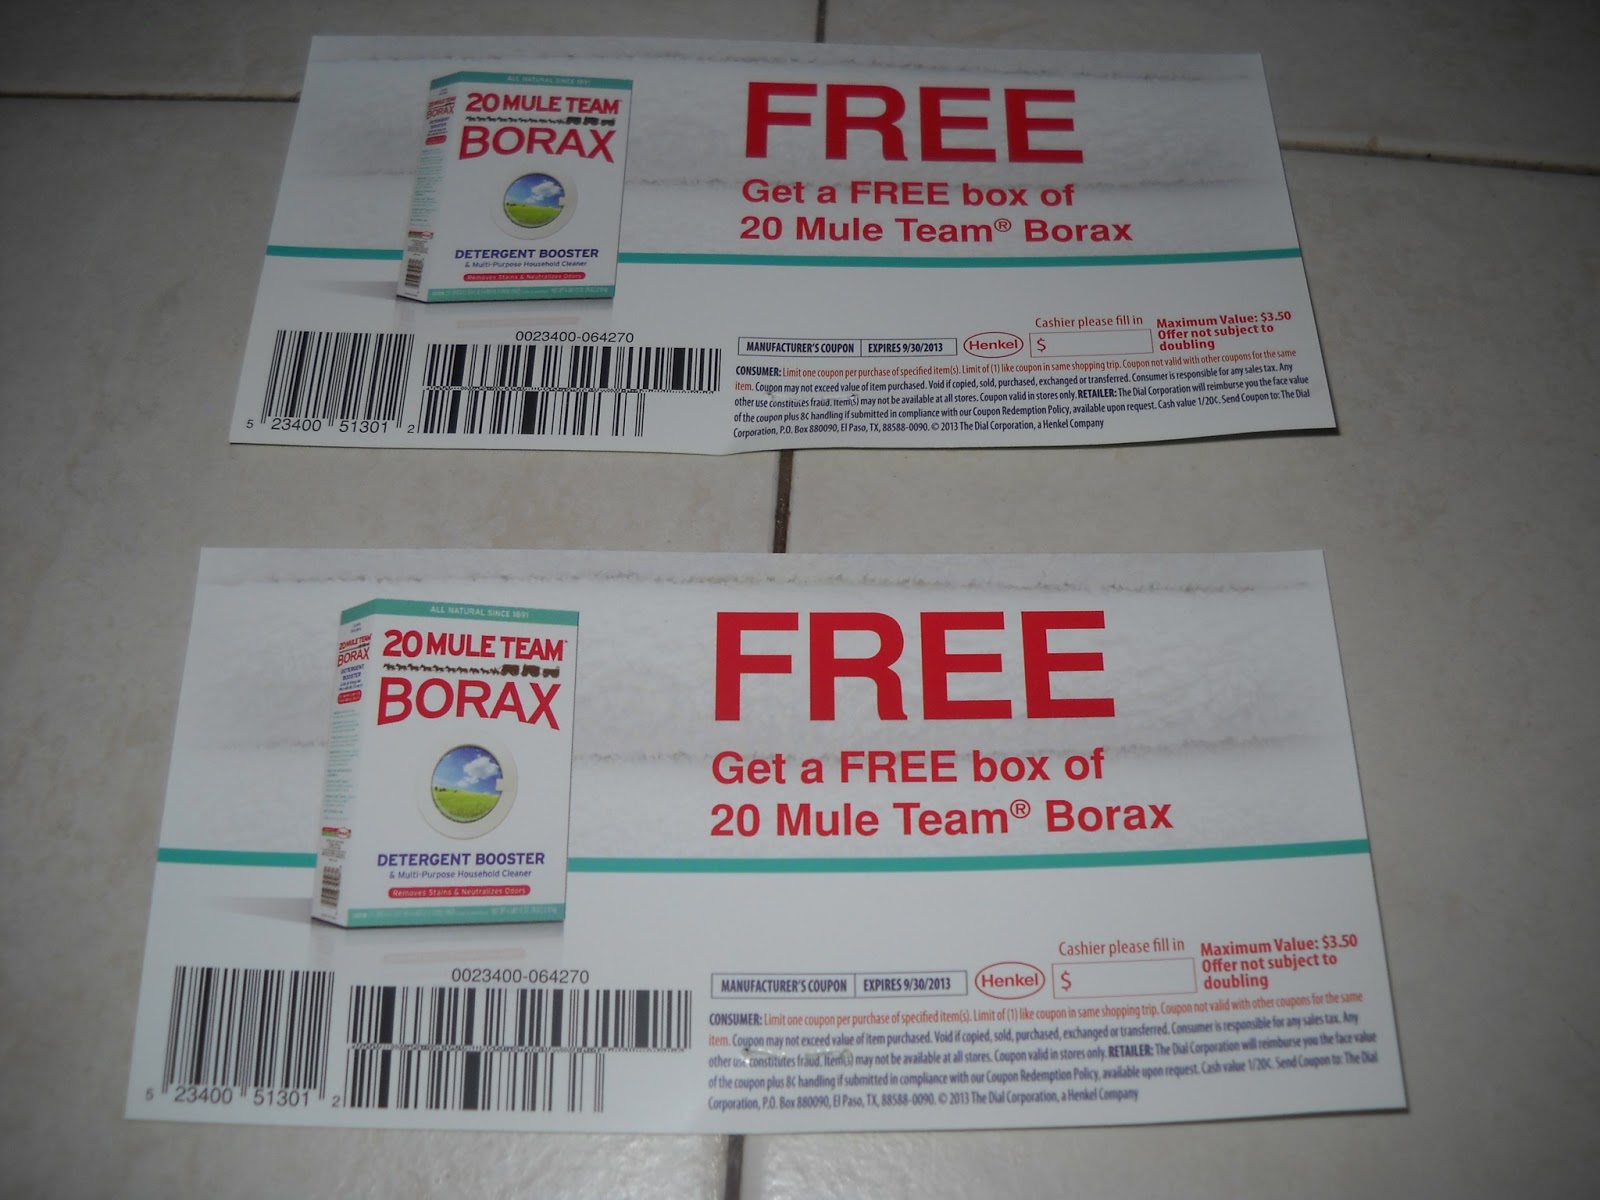 ALL NATURAL SINCE 1891
20 MULE TEAM
BORAX
DETERGENT BOOSTER
& Multi-Purpose Household Cleaner
Removes Stains & Neutralizes Odors
20 MULE TEAM
BORAX
DETERGENT
BOOSTER
FREE
Get a FREE box of
20 Mule Team® Borax
0023400-064270
5 23400 51301 2
MANUFACTURER'S COUPON EXPIRES 9/30/2013
Henkel
Cashier please fill in
$
Maximum Value: $3.50
Offer not subject to
doubling
CONSUMER: Limit one coupon per purchase of specified item(s). Limit of (1) like coupon in same shopping trip. Coupon not valid with other coupons for the same
item. Coupon may not exceed value of item purchased. Void if copied, sold, purchased, exchanged or transferred. Consumer is responsible for any sales tax. Any
other use constitutes fraud. Item(s) may not be available at all stores. Coupon valid in stores only. RETAILER: The Dial Corporation will reimburse you the face value
of the coupon plus 8¢ handling if submitted in compliance with our Coupon Redemption Policy, available upon request. Cash value 1/20¢. Send Coupon to: The Dial
Corporation, P.O. Box 880090, El Paso, TX, 88588-0090. © 2013 The Dial Corporation, a Henkel Company
ALL NATURAL SINCE 1891
20 MULE TEAM
BORAX
DETERGENT BOOSTER
& Multi-Purpose Household Cleaner
Removes Stains & Neutralizes Odors
20 MULE TEAM
BORAX
DETERGENT
BOOSTER
FREE
Get a FREE box of
20 Mule Team® Borax
0023400-064270
5 23400 51301 2
MANUFACTURER'S COUPON EXPIRES 9/30/2013
Henkel
Cashier please fill in
$
Maximum Value: $3.50
Offer not subject to
doubling
CONSUMER: Limit one coupon per purchase of specified item(s). Limit of (1) like coupon in same shopping trip. Coupon not valid with other coupons for the same
item. Coupon may not exceed value of item purchased. Void if copied, sold, purchased, exchanged or transferred. Consumer is responsible for any sales tax. Any
other use constitutes fraud. Item(s) may not be available at all stores. Coupon valid in stores only. RETAILER: The Dial Corporation will reimburse you the face value
of the coupon plus 8¢ handling if submitted in compliance with our Coupon Redemption Policy, available upon request. Cash value 1/20¢. Send Coupon to: The Dial
Corporation, P.O. Box 880090, El Paso, TX, 88588-0090. © 2013 The Dial Corporation, a Henkel Company